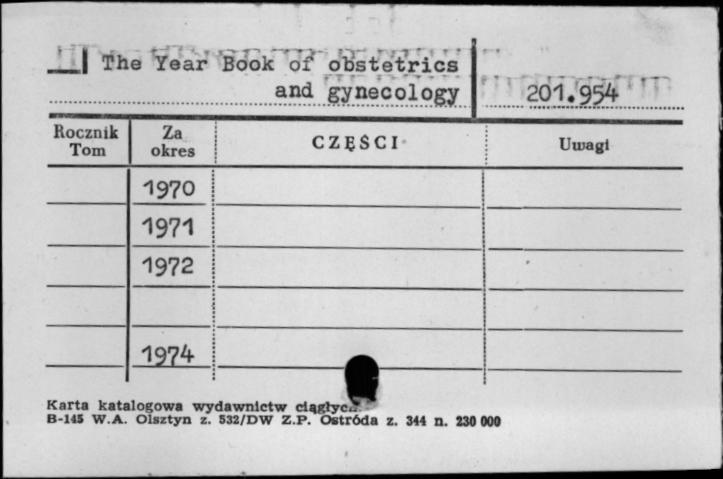 The Year Book of obstetrics
and gynecology 201.954
Rocznik Tom Za okres CZĘŚCI Uwagi
1970
1971
1972
1974
Karta katalogowa wydawnictw
B-145 W.A. Olsztyn z. 532/DW Z.P. Ostróda z. 344 n. 230 000